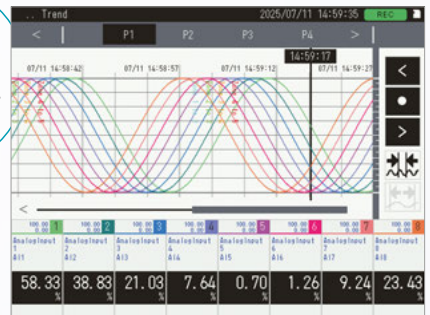 .. Trend 2025/07/11 14:59:35 REC
< P1 P2 P3 P4 >
14:59:17
07/11 14:58:42 07/11 14:58:57 07/11 14:59:12 07/11 14:59:27
<
>
<
100.00 0.00 1 100.00 0.00 2 100.00 0.00 3 100.00 0.00 4 100.00 0.00 5 100.00 0.00 6 100.00 0.00 7 100.00 0.00 8
AnalogInput 1 AnalogInput 2 AnalogInput 3 AnalogInput 4 AnalogInput 5 AnalogInput 6 AnalogInput 7 AnalogInput 8
AI1 AI2 AI3 AI4 AI5 AI6 AI7 AI8
58.33 % 38.83 % 21.03 % 7.64 % 0.70 % 1.26 % 9.24 % 23.43 %